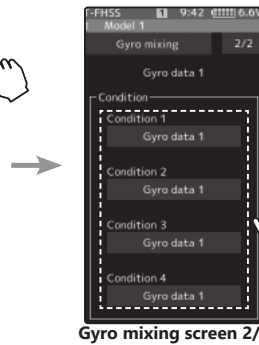 T-FHSS 1 9:42 6.6V
Model 1
Gyro mixing 2/2
Gyro data 1
Condition
Condition 1
Gyro data 1
Condition 2
Gyro data 1
Condition 3
Gyro data 1
Condition 4
Gyro data 1
Gyro mixing screen 2/